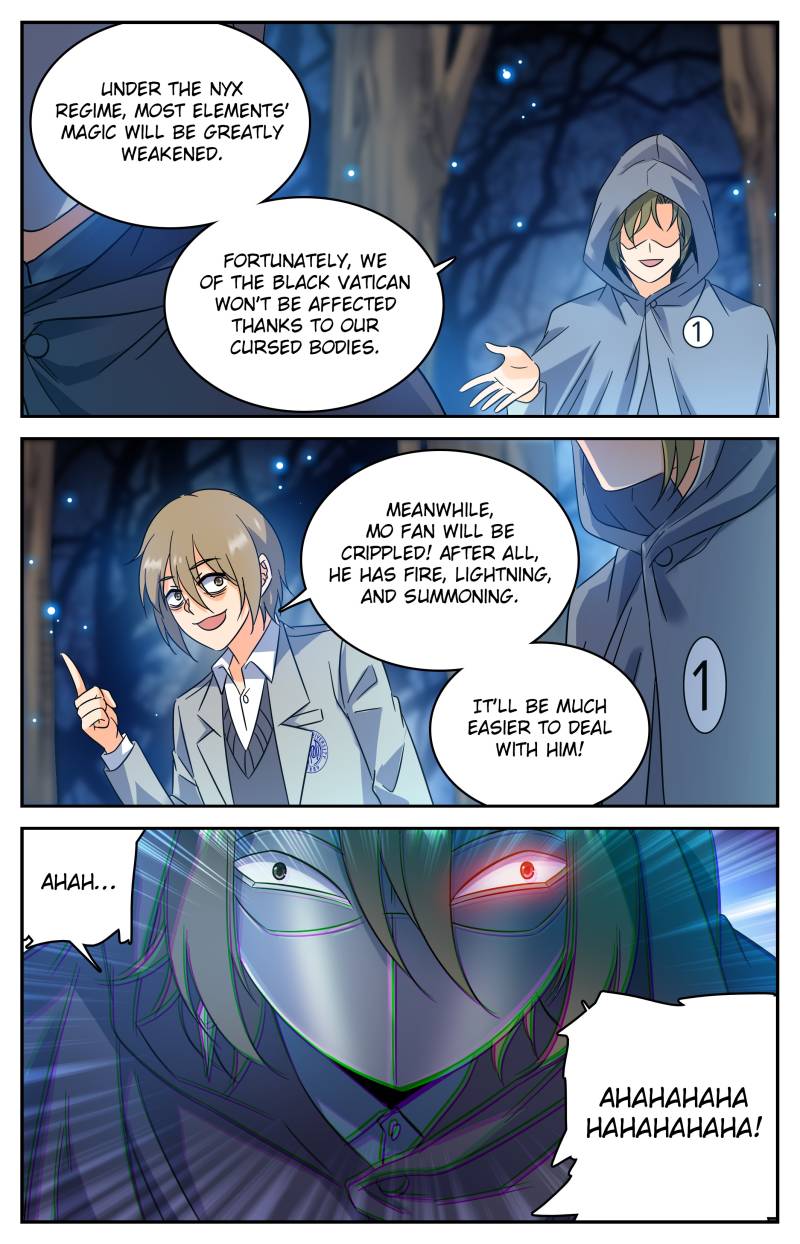 UNDER THE NYX
REGIME, MOST ELEMENTS'
MAGIC WILL BE GREATLY
WEAKENED.
FORTUNATELY, WE
OF THE BLACK VATICAN
WON'T BE AFFECTED
THANKS TO OUR
CURSED BODIES.
1
MEANWHILE,
MO FAN WILL BE
CRIPPLED! AFTER ALL,
HE HAS FIRE, LIGHTNING,
AND SUMMONING.
IT'LL BE MUCH
EASIER TO DEAL
WITH HIM!
1
AHAH...
AHAHAHAHA
HAHAHAHAHA!